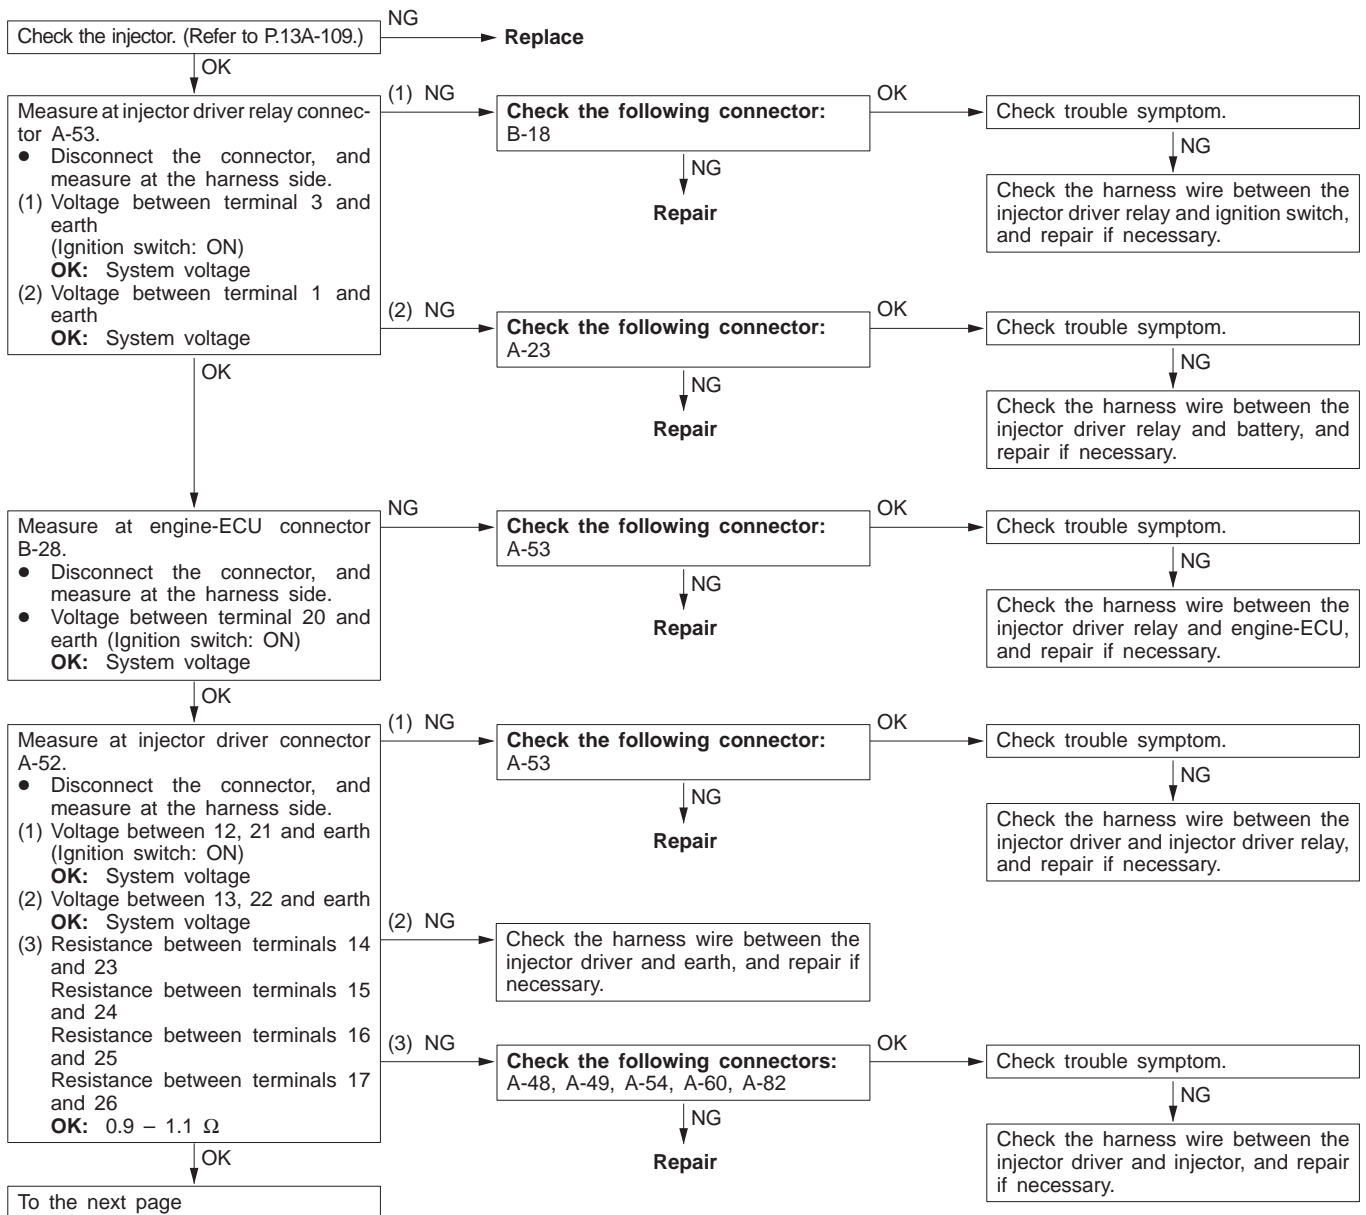 Check the injector. (Refer to P.13A-109.)
NG
Replace
OK
Measure at injector driver relay connec-
tor A-53.
● Disconnect the connector, and
measure at the harness side.
(1) Voltage between terminal 3 and
earth
(Ignition switch: ON)
OK: System voltage
(2) Voltage between terminal 1 and
earth
OK: System voltage
(1) NG
Check the following connector:
B-18
NG
Repair
OK
Check trouble symptom.
NG
Check the harness wire between the
injector driver relay and ignition switch,
and repair if necessary.
(2) NG
Check the following connector:
A-23
NG
Repair
OK
Check trouble symptom.
NG
Check the harness wire between the
injector driver relay and battery, and
repair if necessary.
OK
Measure at engine-ECU connector
B-28.
● Disconnect the connector, and
measure at the harness side.
● Voltage between terminal 20 and
earth (Ignition switch: ON)
OK: System voltage
NG
Check the following connector:
A-53
NG
Repair
OK
Check trouble symptom.
NG
Check the harness wire between the
injector driver relay and engine-ECU,
and repair if necessary.
OK
Measure at injector driver connector
A-52.
● Disconnect the connector, and
measure at the harness side.
(1) Voltage between 12, 21 and earth
(Ignition switch: ON)
OK: System voltage
(2) Voltage between 13, 22 and earth
OK: System voltage
(3) Resistance between terminals 14
and 23
Resistance between terminals 15
and 24
Resistance between terminals 16
and 25
Resistance between terminals 17
and 26
OK: 0.9 – 1.1 Ω
(1) NG
Check the following connector:
A-53
NG
Repair
OK
Check trouble symptom.
NG
Check the harness wire between the
injector driver and injector driver relay,
and repair if necessary.
(2) NG
Check the harness wire between the
injector driver and earth, and repair if
necessary.
(3) NG
Check the following connectors:
A-48, A-49, A-54, A-60, A-82
NG
Repair
OK
Check trouble symptom.
NG
Check the harness wire between the
injector driver and injector, and repair
if necessary.
OK
To the next page